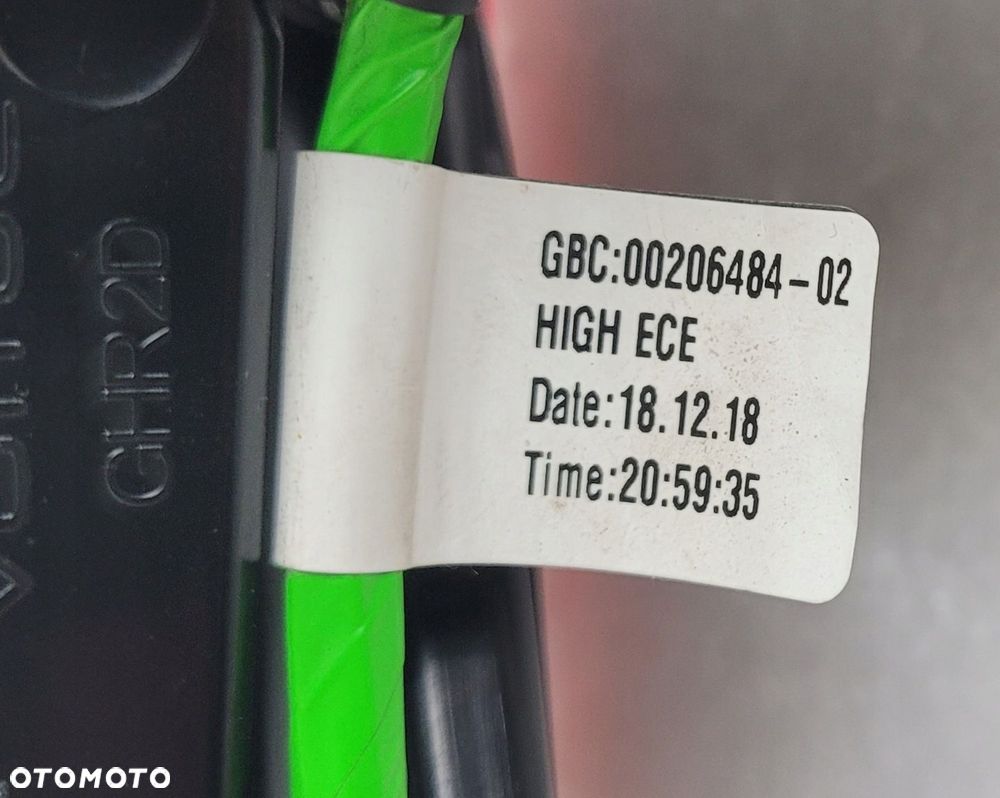 GHR2D
GBC:00206484-02
HIGH ECE
Date:18.12.18
Time:20:59:35
OTOMOTO